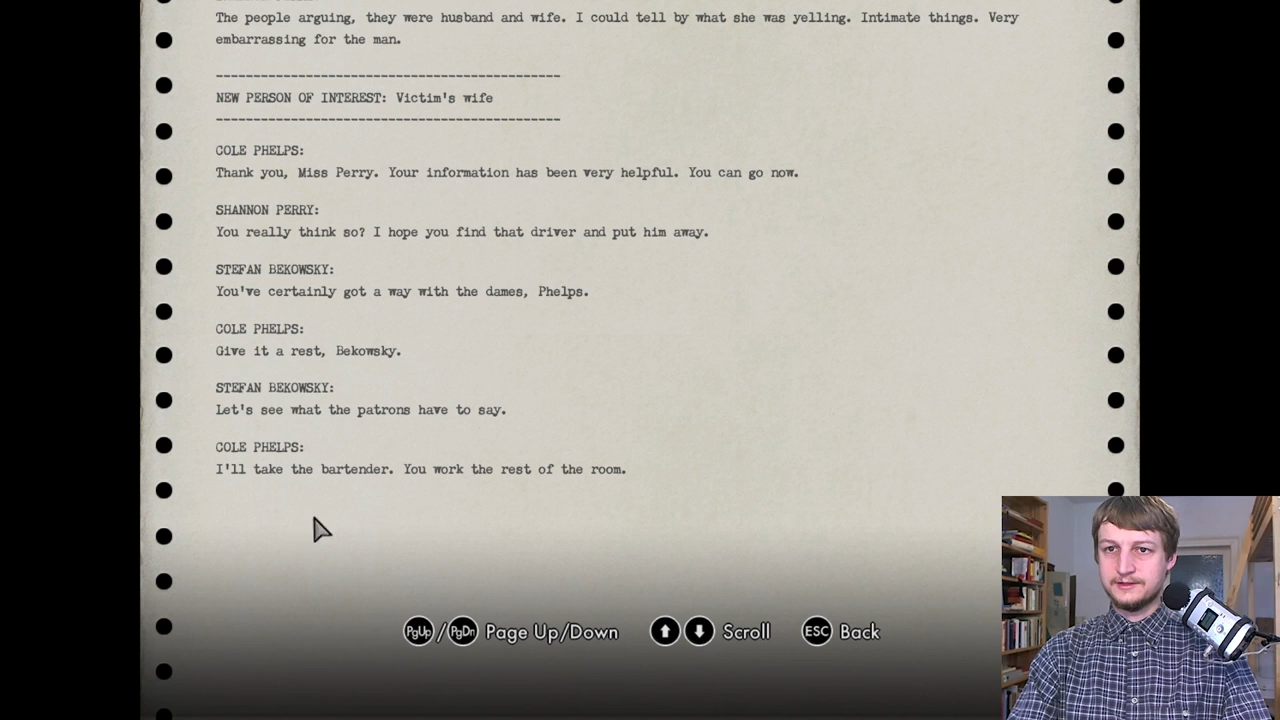 The people arguing, they were husband and wife. I could tell by what she was yelling. Intimate things. Very
embarrassing for the man.
----------------------------------------------
NEW PERSON OF INTEREST: Victim's wife
----------------------------------------------
COLE PHELPS:
Thank you, Miss Perry. Your information has been very helpful. You can go now.
SHANNON PERRY:
You really think so? I hope you find that driver and put him away.
STEFAN BEKOWSKY:
You've certainly got a way with the dames, Phelps.
COLE PHELPS:
Give it a rest, Bekowsky.
STEFAN BEKOWSKY:
Let's see what the patrons have to say.
COLE PHELPS:
I'll take the bartender. You work the rest of the room.
PgUp/PgDn Page Up/Down Scroll ESC Back